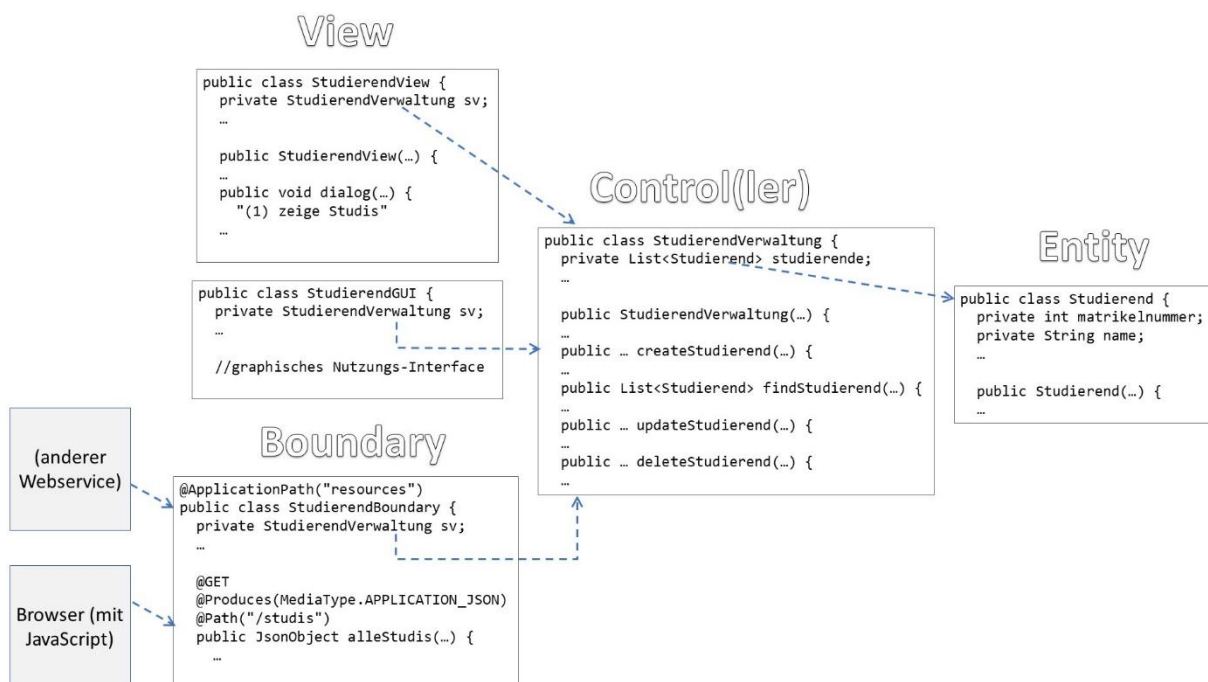 View
public class StudierendView {
private StudierendVerwaltung sv;
…
public StudierendView(…) {
…
public void dialog(…) {
"(1) zeige Studis"
…
public class StudierendGUI {
private StudierendVerwaltung sv;
…
//graphisches Nutzungs-Interface
Control(ler)
public class StudierendVerwaltung {
private List<Studierend> studierende;
…
public StudierendVerwaltung(…) {
…
public … createStudierend(…) {
…
public List<Studierend> findStudierend(…) {
…
public … updateStudierend(…) {
…
public … deleteStudierend(…) {
…
Entity
public class Studierend {
private int matrikelnummer;
private String name;
…
public Studierend(…) {
…
(anderer
Webservice)
Browser (mit
JavaScript)
Boundary
@ApplicationPath("resources")
public class StudierendBoundary {
private StudierendVerwaltung sv;
…
@GET
@Produces(MediaType.APPLICATION_JSON)
@Path("/studis")
public JsonObject alleStudis(…) {
…